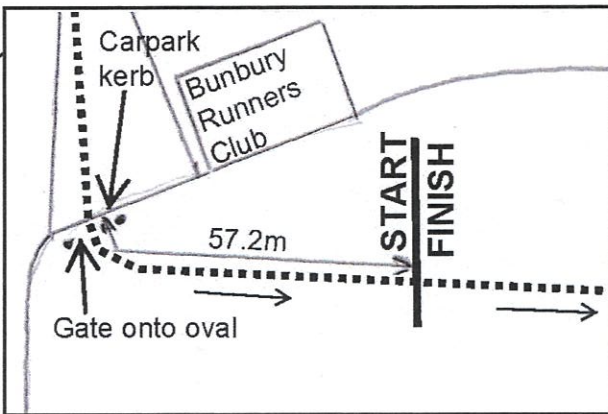 Carpark
kerb
Bunbury
Runners
Club
START
FINISH
57.2m
Gate onto oval